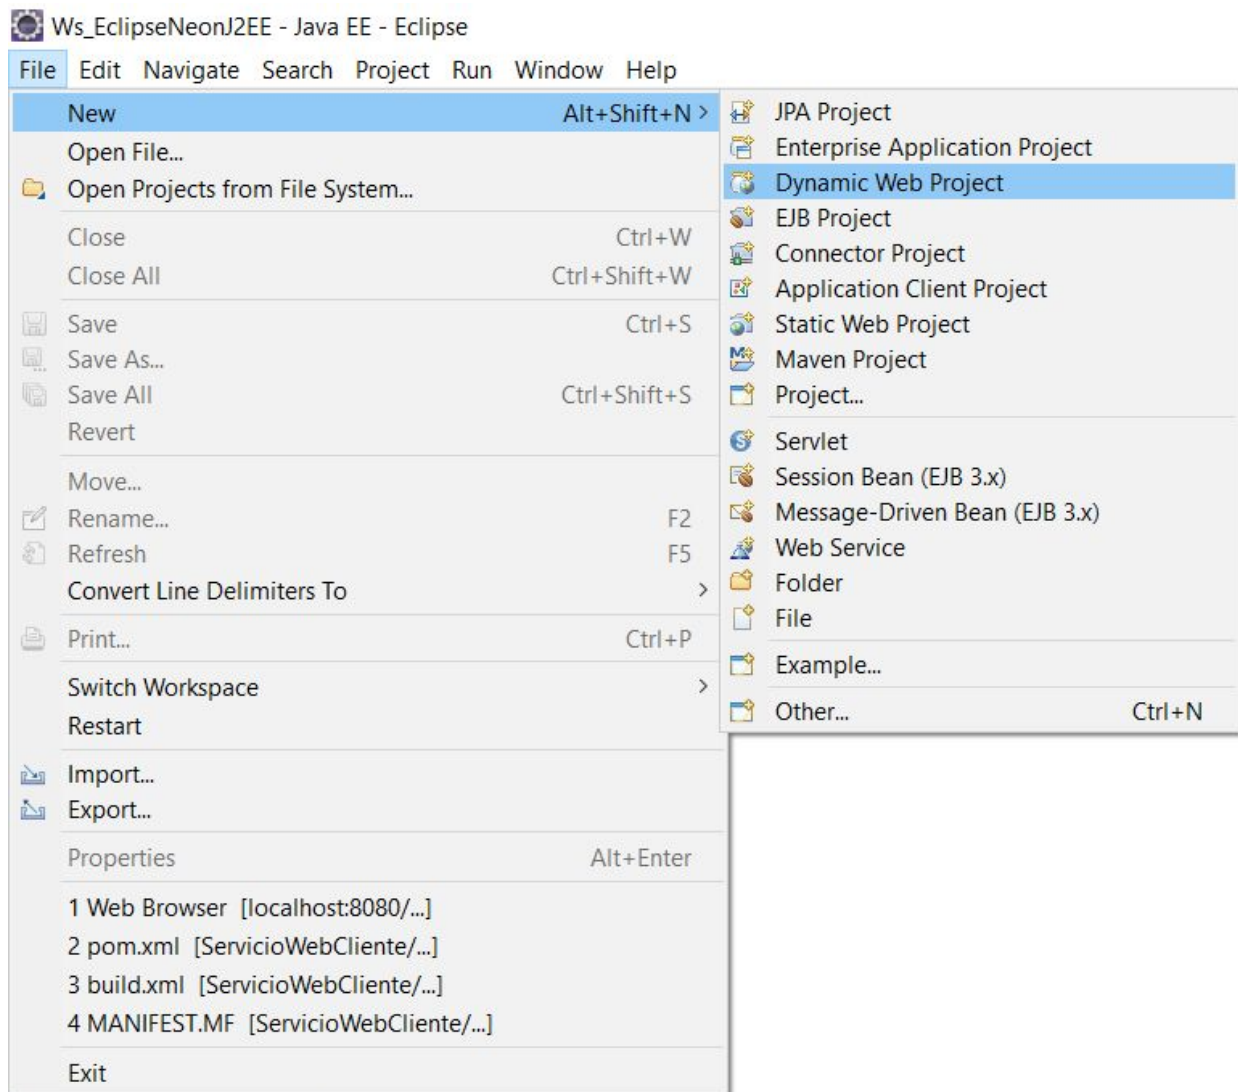 Ws_EclipseNeonJ2EE - Java EE - Eclipse
File Edit Navigate Search Project Run Window Help
New Alt+Shift+N >
Open File...
Open Projects from File System...
Close Ctrl+W
Close All Ctrl+Shift+W
Save Ctrl+S
Save As...
Save All Ctrl+Shift+S
Revert
Move...
Rename... F2
Refresh F5
Convert Line Delimiters To >
Print... Ctrl+P
Switch Workspace >
Restart
Import...
Export...
Properties Alt+Enter
1 Web Browser [localhost:8080/...]
2 pom.xml [ServicioWebCliente/...]
3 build.xml [ServicioWebCliente/...]
4 MANIFEST.MF [ServicioWebCliente/...]
Exit
JPA Project
Enterprise Application Project
Dynamic Web Project
EJB Project
Connector Project
Application Client Project
Static Web Project
Maven Project
Project...
Servlet
Session Bean (EJB 3.x)
Message-Driven Bean (EJB 3.x)
Web Service
Folder
File
Example...
Other... Ctrl+N